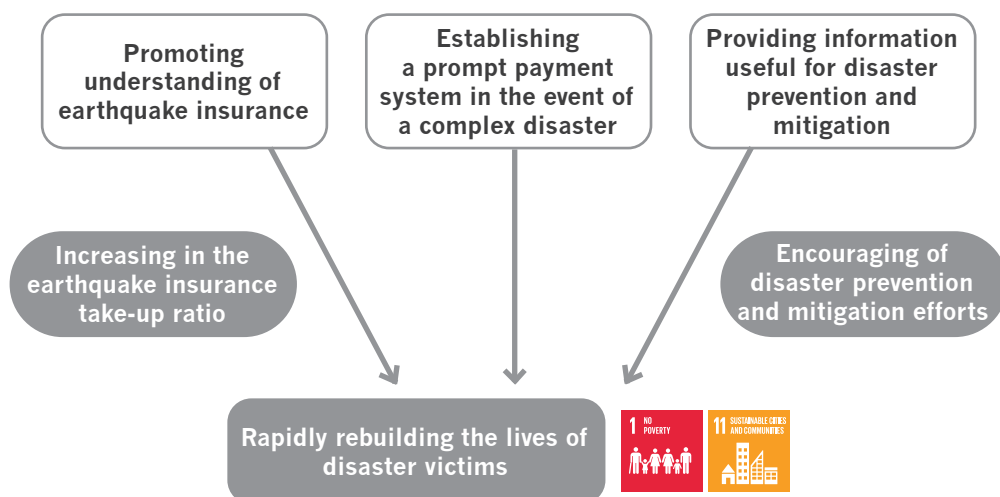 Promoting
understanding of
earthquake insurance
Establishing
a prompt payment
system in the event of
a complex disaster
Providing information
useful for disaster
prevention and
mitigation
Increasing in the
earthquake insurance
take-up ratio
Encouraging of
disaster prevention
and mitigation efforts
Rapidly rebuilding the lives of
disaster victims
1 NO
POVERTY
11 SUSTAINABLE CITIES
AND COMMUNITIES